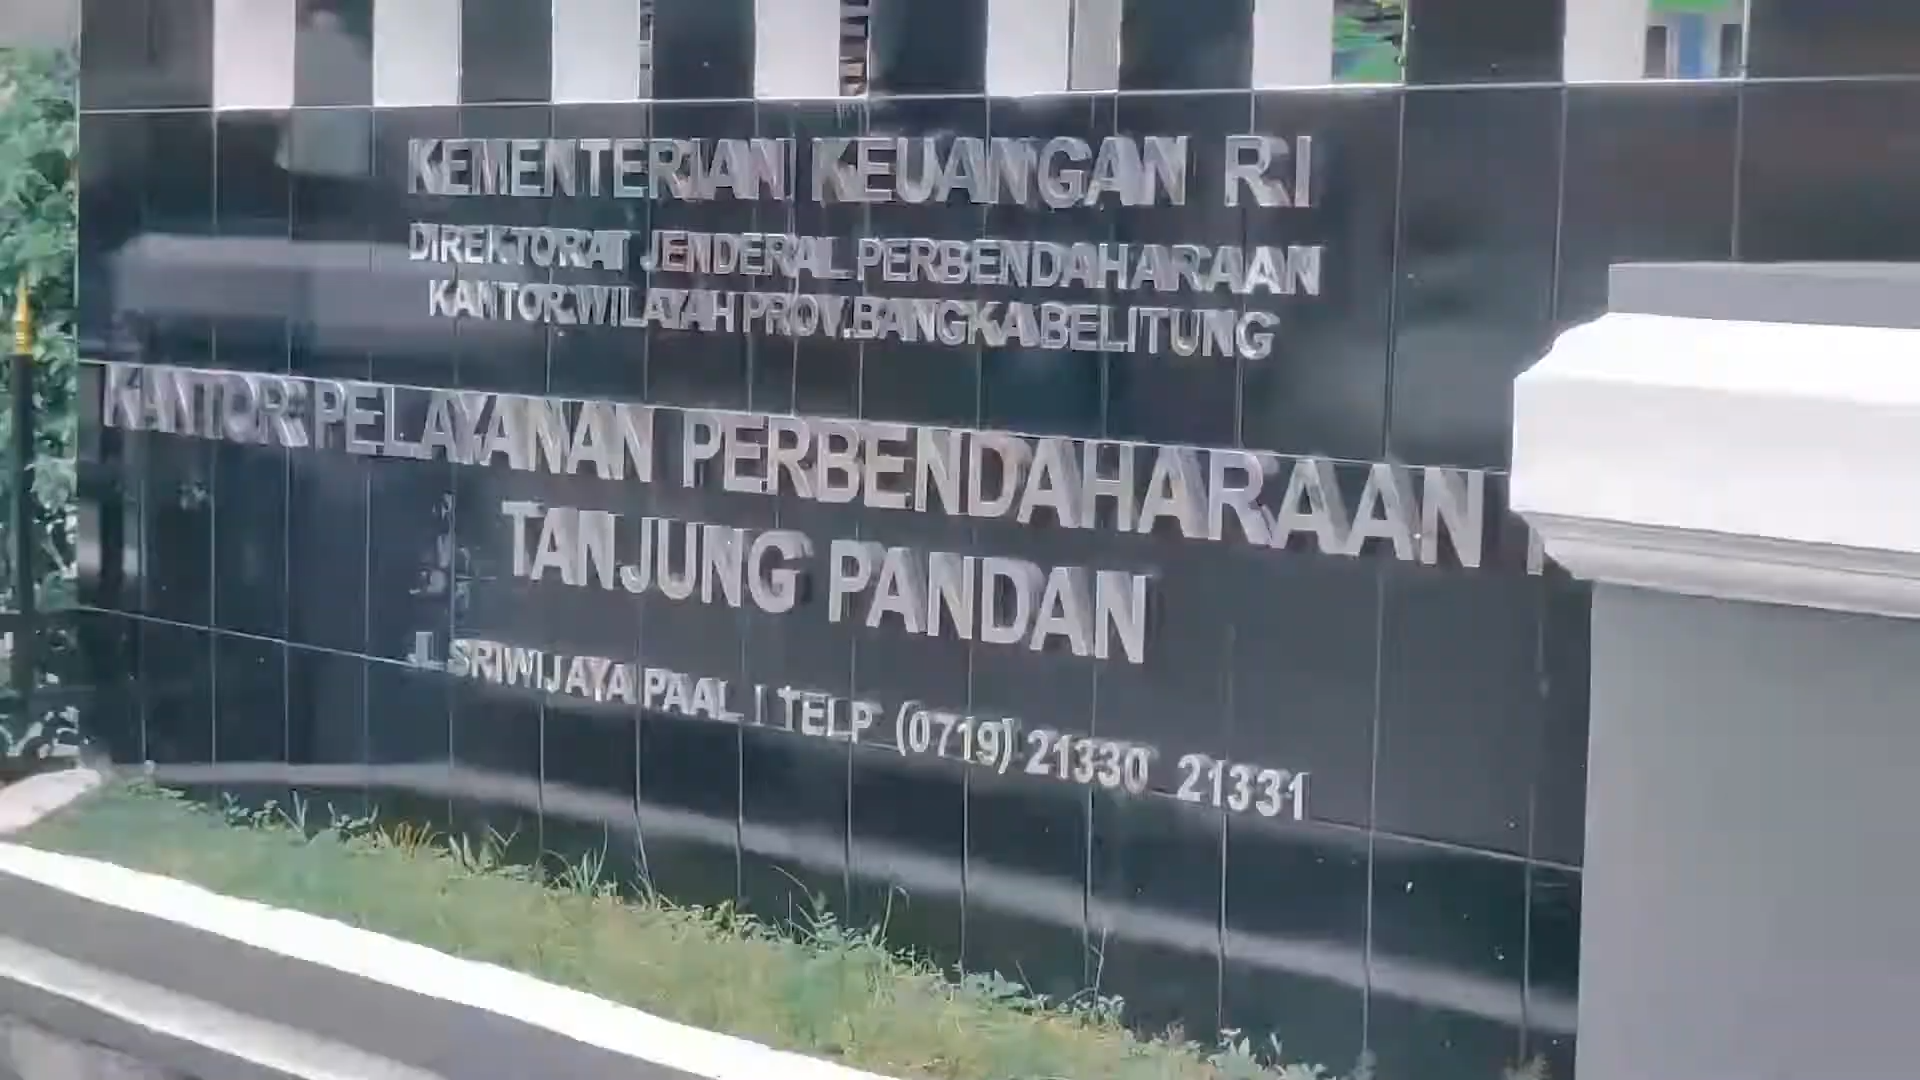 KEMENTERIAN KEUANGAN RI
DIREKTORAT JENDERAL PERBENDAHARAAN
KANTOR WILAYAH PROV. BANGKA BELITUNG
KANTOR PELAYANAN PERBENDAHARAAN
TANJUNG PANDAN
JL SRIWIJAYA PAAL I TELP (0719) 21330 21331